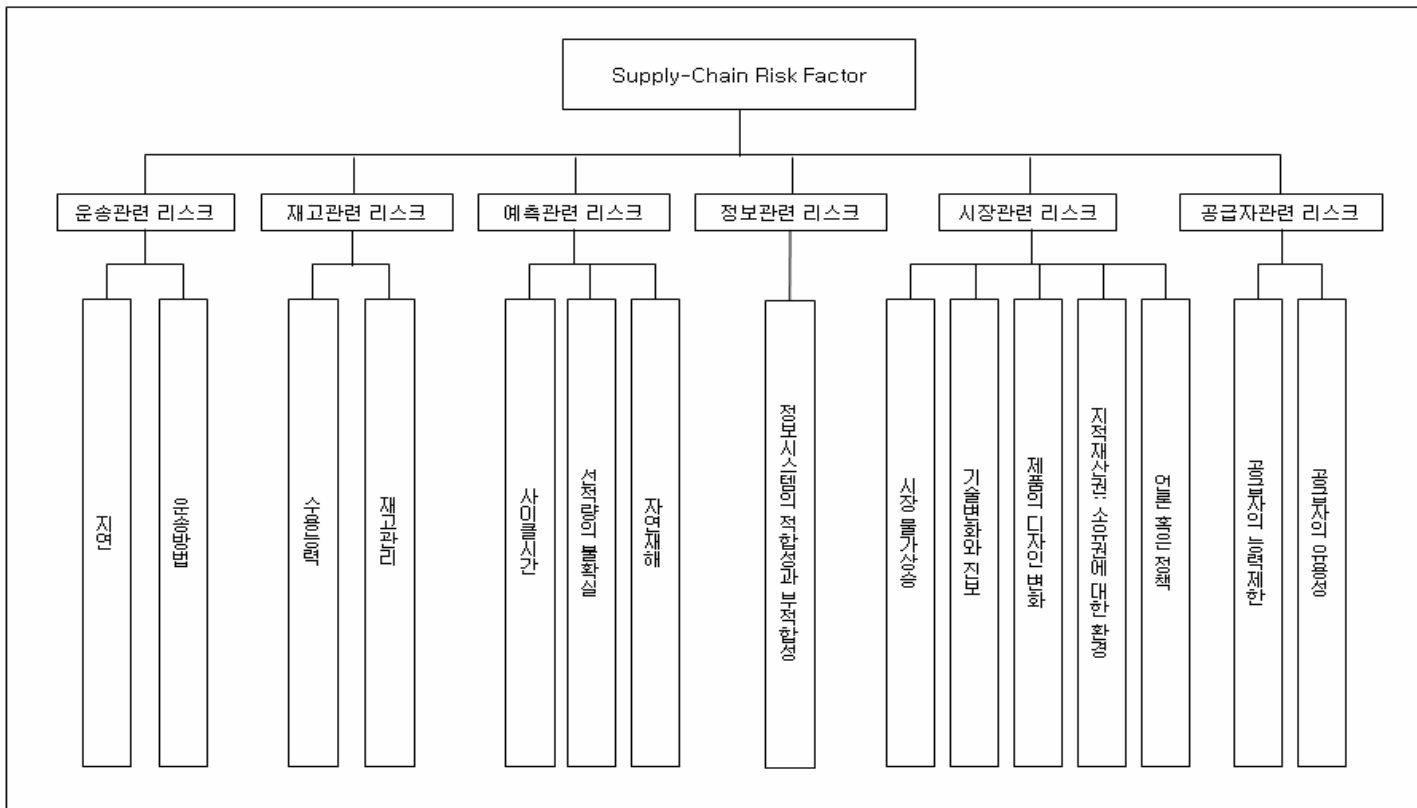 Supply-Chain Risk Factor
운송관련 리스크
재고관련 리스크
예측관련 리스크
정보관련 리스크
시장관련 리스크
공급자관련 리스크
지연
운송방법
수용능력
재고관리
사이클시간
선적량의 불확실
자연재해
정보시스템의 적합성과 부적합성
시장 물가상승
기술변화와 진보
제품의 디자인 변화
지적재산권: 소유권에 대한 환경
언론 혹은 정책
공급자의 능력제한
공급자의 유용성